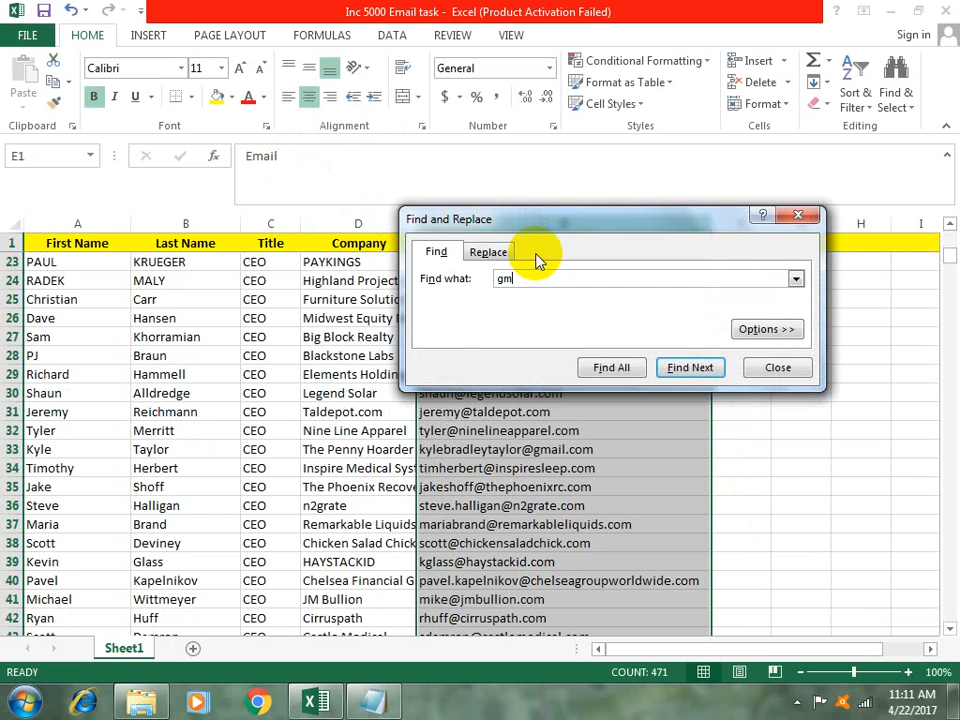 Inc 5000 Email task - Excel (Product Activation Failed)
FILE HOME INSERT PAGE LAYOUT FORMULAS DATA REVIEW VIEW Sign in
Paste Calibri 11 General Conditional Formatting Insert
Format as Table Delete Sort & Find &
B I U A $ % Cell Styles Format Filter Select
Clipboard Font Alignment Number Styles Cells Editing
E1 fx Email
Find and Replace
Find Replace
Find what: gm
Options >>
Find All Find Next Close
A B C D H I
1 First Name Last Name Title Company
23 PAUL KRUEGER CEO PAYKINGS
24 RADEK MALY CEO Highland Project
25 Christian Carr CEO Furniture Solutio
26 Dave Hansen CEO Midwest Equity
27 Sam Khorramian CEO Big Block Realty
28 PJ Braun CEO Blackstone Labs
29 Richard Hammell CEO Elements Holding
30 Shaun Alldredge CEO Legend Solar shaun@legendsolar.com
31 Jeremy Reichmann CEO Taldepot.com jeremy@taldepot.com
32 Tyler Merritt CEO Nine Line Apparel tyler@ninelineapparel.com
33 Kyle Taylor CEO The Penny Hoarder kylebradleytaylor@gmail.com
34 Timothy Herbert CEO Inspire Medical Syst timherbert@inspiresleep.com
35 Jake Shoff CEO The Phoenix Recove jakeshoff@thephoenixrc.com
36 Steve Halligan CEO n2grate steve.halligan@n2grate.com
37 Maria Brand CEO Remarkable Liquids mariabrand@remarkableliquids.com
38 Scott Deviney CEO Chicken Salad Chick scott@chickensaladchick.com
39 Kevin Glass CEO HAYSTACKID kglass@haystackid.com
40 Pavel Kapelnikov CEO Chelsea Financial G pavel.kapelnikov@chelseagroupworldwide.com
41 Michael Wittmeyer CEO JM Bullion mike@jmbullion.com
42 Ryan Huff CEO Cirruspath rhuff@cirruspath.com
Sheet1
READY COUNT: 471 100%
11:11 AM
4/22/2017